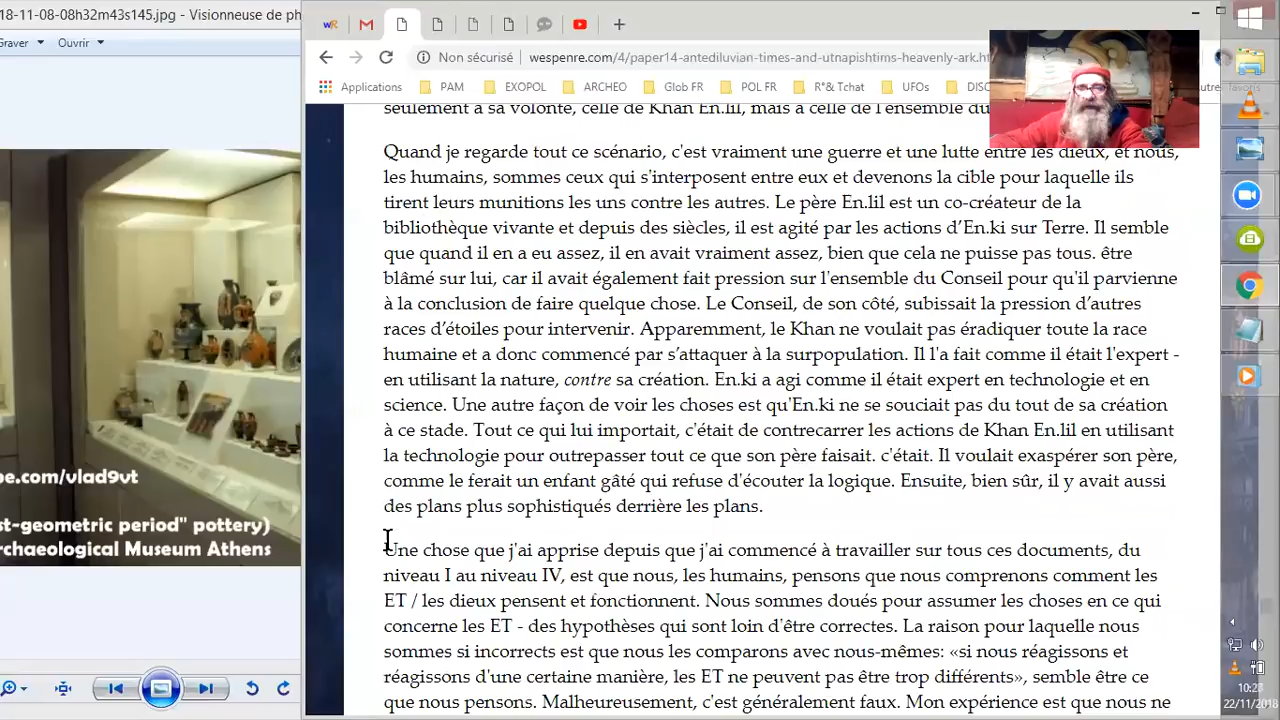 18-11-08-08h32m43s145.jpg - Visionneuse de ph
Graver
Ouvrir
Non sécurisé
wespenre.com/4/paper14-antediluvian-times-and-utnapishtims-heavenly-ark.ht
Applications
PAM
EXOPOL
ARCHEO
Glob FR
POL FR
R*& Tchat
UFOs
DISC
utres favoris
seulement à sa volonté, celle de Khan En.lil, mais à celle de l'ensemble du
Quand je regarde tout ce scénario, c'est vraiment une guerre et une lutte entre les dieux, et nous,
les humains, sommes ceux qui s'interposent entre eux et devenons la cible pour laquelle ils
tirent leurs munitions les uns contre les autres. Le père En.lil est un co-créateur de la
bibliothèque vivante et depuis des siècles, il est agité par les actions d’En.ki sur Terre. Il semble
que quand il en a eu assez, il en avait vraiment assez, bien que cela ne puisse pas tous. être
blâmé sur lui, car il avait également fait pression sur l'ensemble du Conseil pour qu'il parvienne
à la conclusion de faire quelque chose. Le Conseil, de son côté, subissait la pression d’autres
races d’étoiles pour intervenir. Apparemment, le Khan ne voulait pas éradiquer toute la race
humaine et a donc commencé par s’attaquer à la surpopulation. Il l'a fait comme il était l'expert -
en utilisant la nature, contre sa création. En.ki a agi comme il était expert en technologie et en
science. Une autre façon de voir les choses est qu'En.ki ne se souciait pas du tout de sa création
à ce stade. Tout ce qui lui importait, c'était de contrecarrer les actions de Khan En.lil en utilisant
la technologie pour outrepasser tout ce que son père faisait. c'était. Il voulait exaspérer son père,
comme le ferait un enfant gâté qui refuse d'écouter la logique. Ensuite, bien sûr, il y avait aussi
des plans plus sophistiqués derrière les plans.
Une chose que j'ai apprise depuis que j'ai commencé à travailler sur tous ces documents, du
niveau I au niveau IV, est que nous, les humains, pensons que nous comprenons comment les
ET / les dieux pensent et fonctionnent. Nous sommes doués pour assumer les choses en ce qui
concerne les ET - des hypothèses qui sont loin d'être correctes. La raison pour laquelle nous
sommes si incorrects est que nous les comparons avec nous-mêmes: «si nous réagissons et
réagissons d'une certaine manière, les ET ne peuvent pas être trop différents», semble être ce
que nous pensons. Malheureusement, c'est généralement faux. Mon expérience est que nous ne
be.com/vlad9vt
st-geometric period" pottery)
rchaeological Museum Athens
10:23
22/11/2018